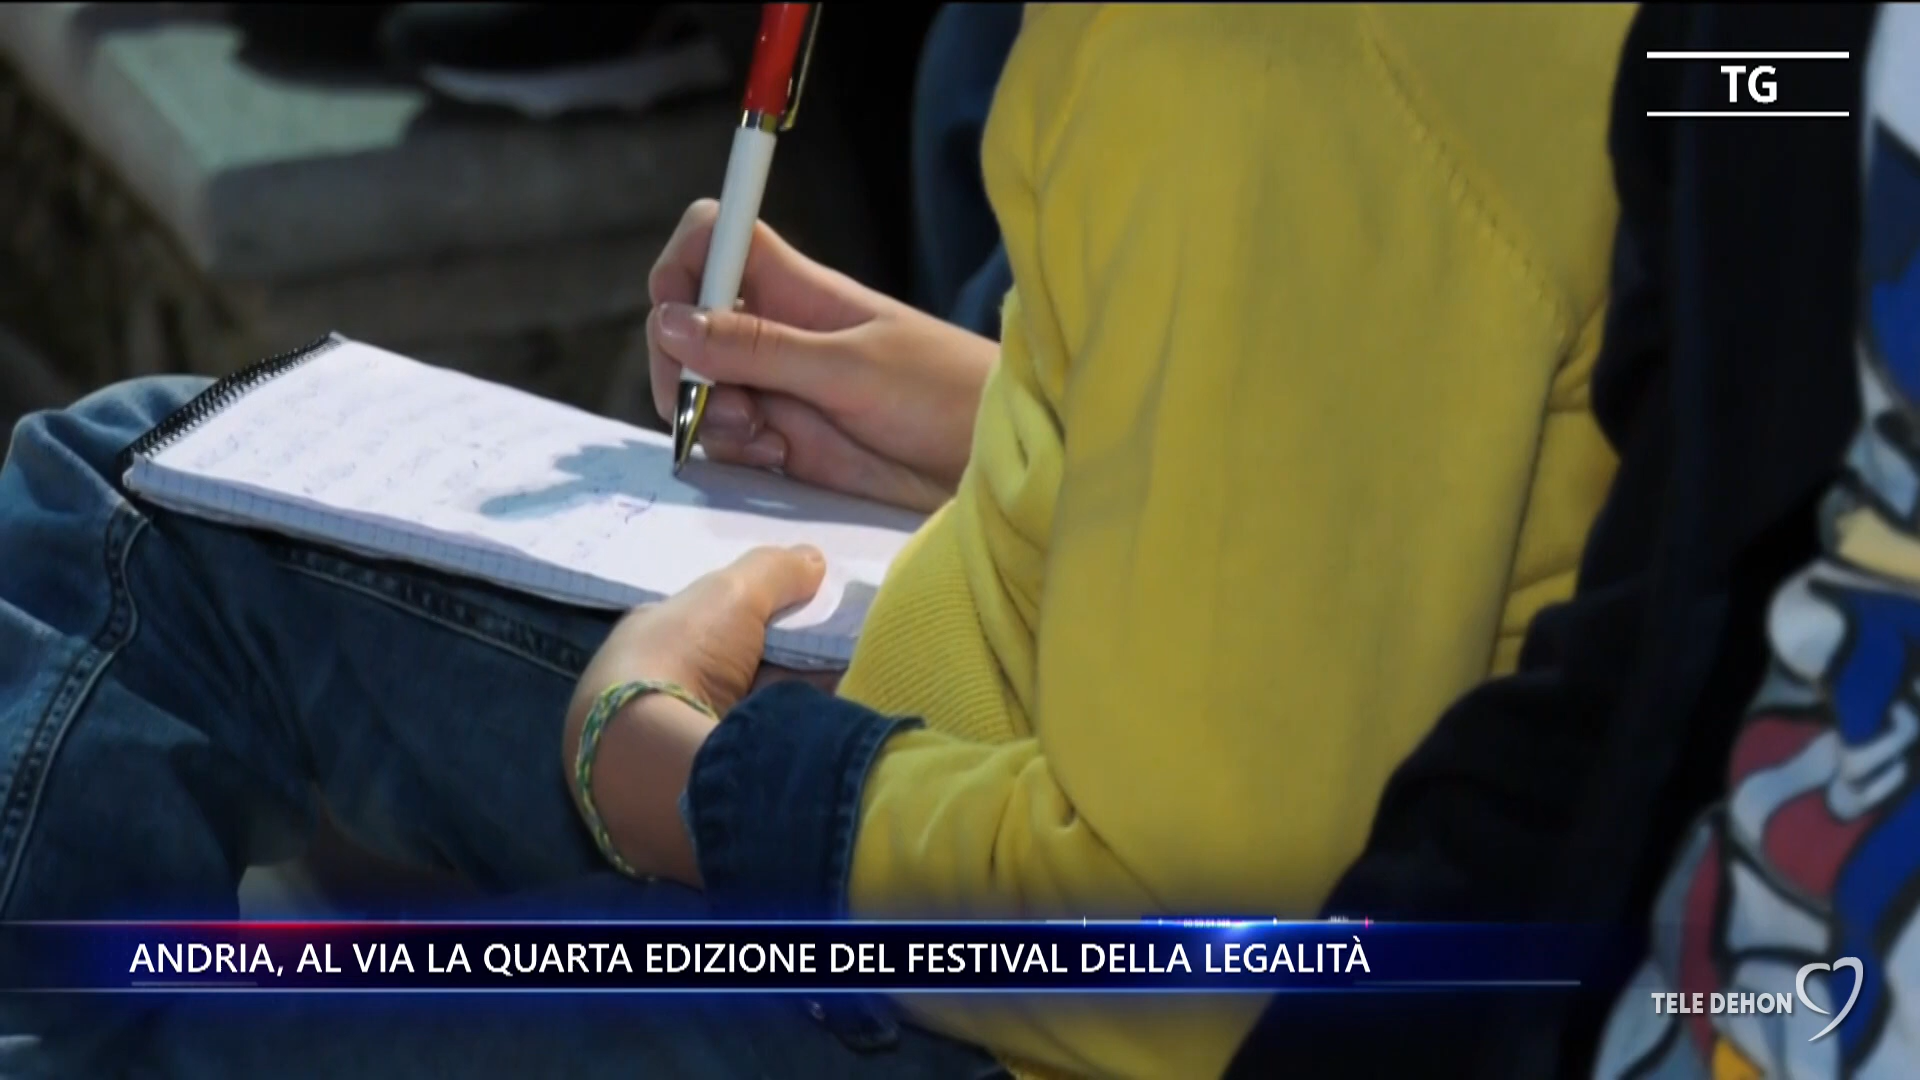 TG
ANDRIA, AL VIA LA QUARTA EDIZIONE DEL FESTIVAL DELLA LEGALITÀ
TELE DEHON